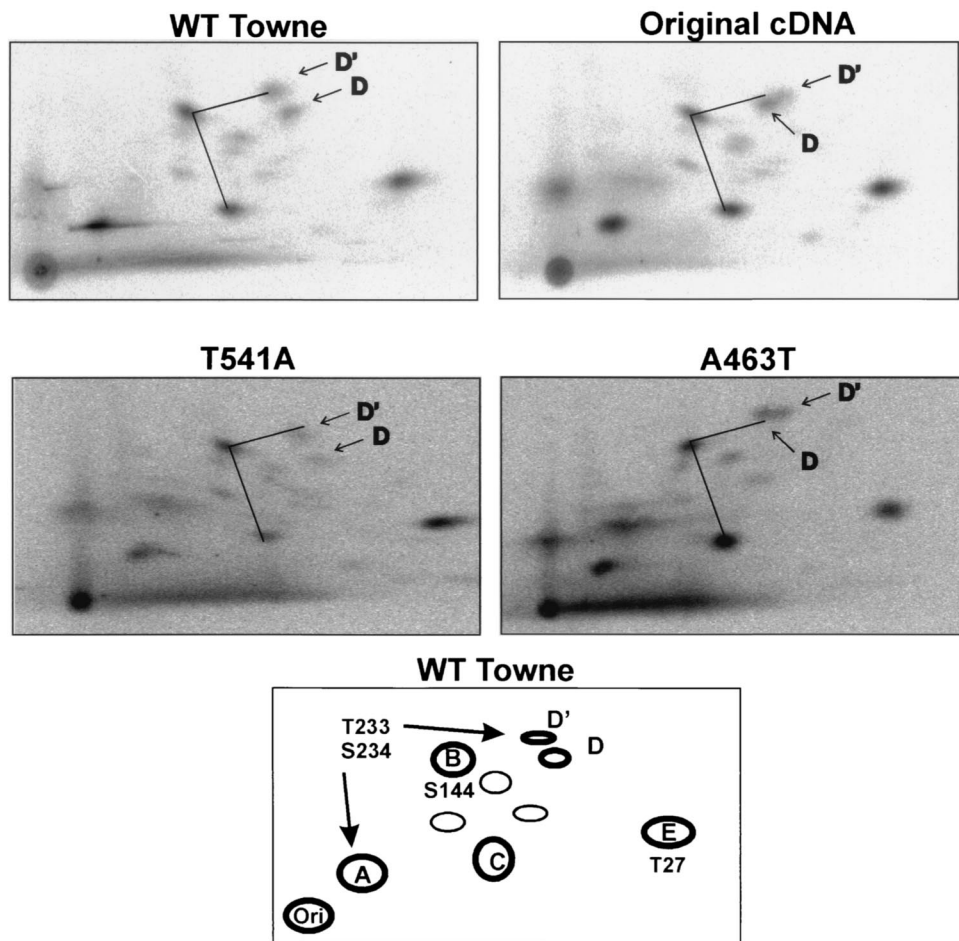 WT Towne
Original cDNA
D'
D
D'
D
T541A
A463T
D'
D
D'
D
WT Towne
T233
S234
D'
D
B
S144
E
T27
C
A
Ori